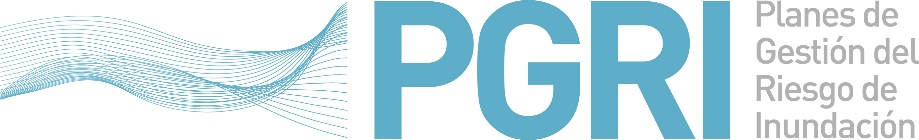 PGRI
Planes de
Gestión del
Riesgo de
Inundación